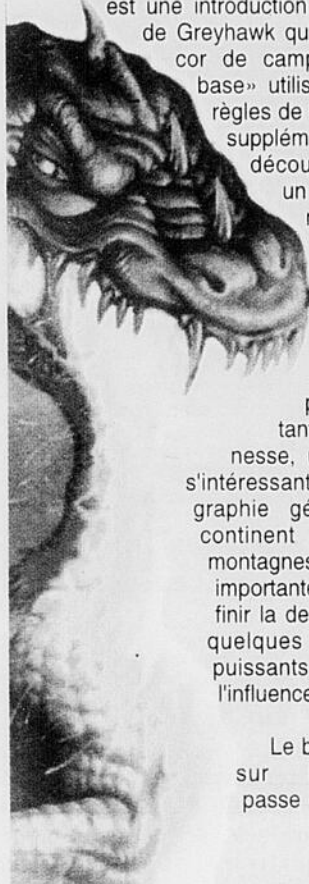 est une introduction
de Greyhawk qu
cor de camp
base» utilis
règles de
supplém
décou
un
p
tan
nesse,
s'intéressant
graphie gé
continent
montagnes
importante
finir la de
quelques
puissants
l'influence
Le b
sur
passe